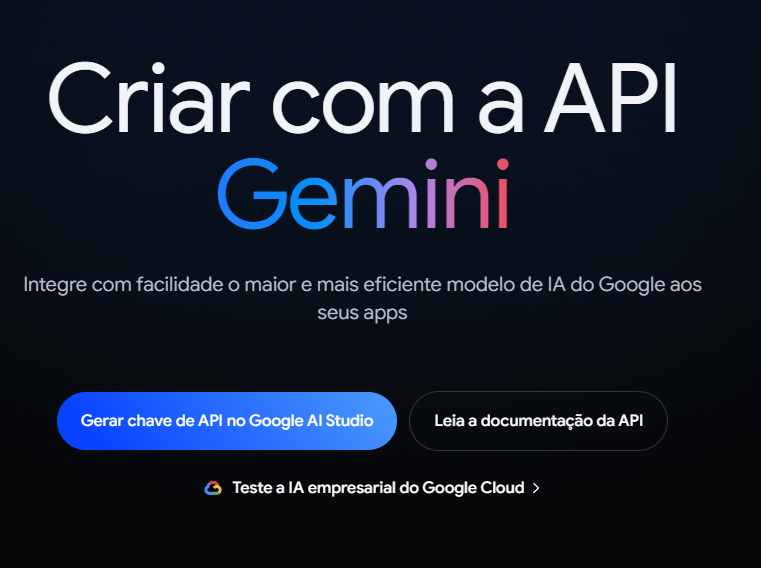 Criar com a API
Gemini
Integre com facilidade o maior e mais eficiente modelo de IA do Google aos
seus apps
Gerar chave de API no Google AI Studio
Leia a documentação da API
Teste a IA empresarial do Google Cloud